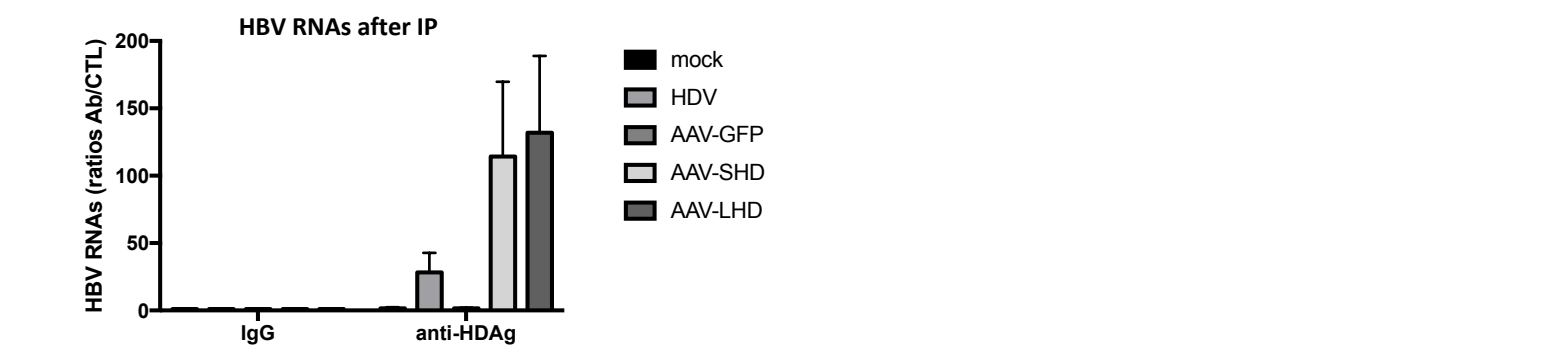 HBV RNAs after IP
HBV RNAs (ratios Ab/CTL)
200
150
100
50
0
IgG
anti-HDAg
mock
HDV
AAV-GFP
AAV-SHD
AAV-LHD